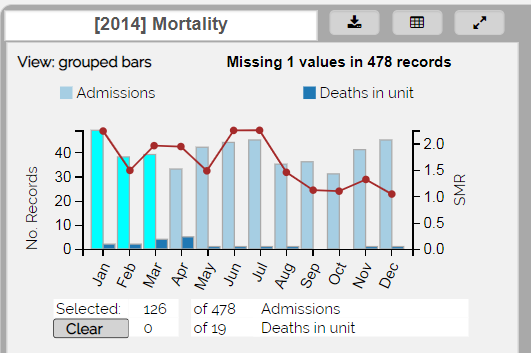 [2014] Mortality
View: grouped bars Missing 1 values in 478 records
Admissions Deaths in unit
No. Records
40
30
20
10
0
2.0
1.5
1.0
0.5
0.0
SMR
Jan Feb Mar Apr May Jun Jul Aug Sep Oct Nov Dec
Selected: 126 of 478 Admissions
Clear 0 of 19 Deaths in unit